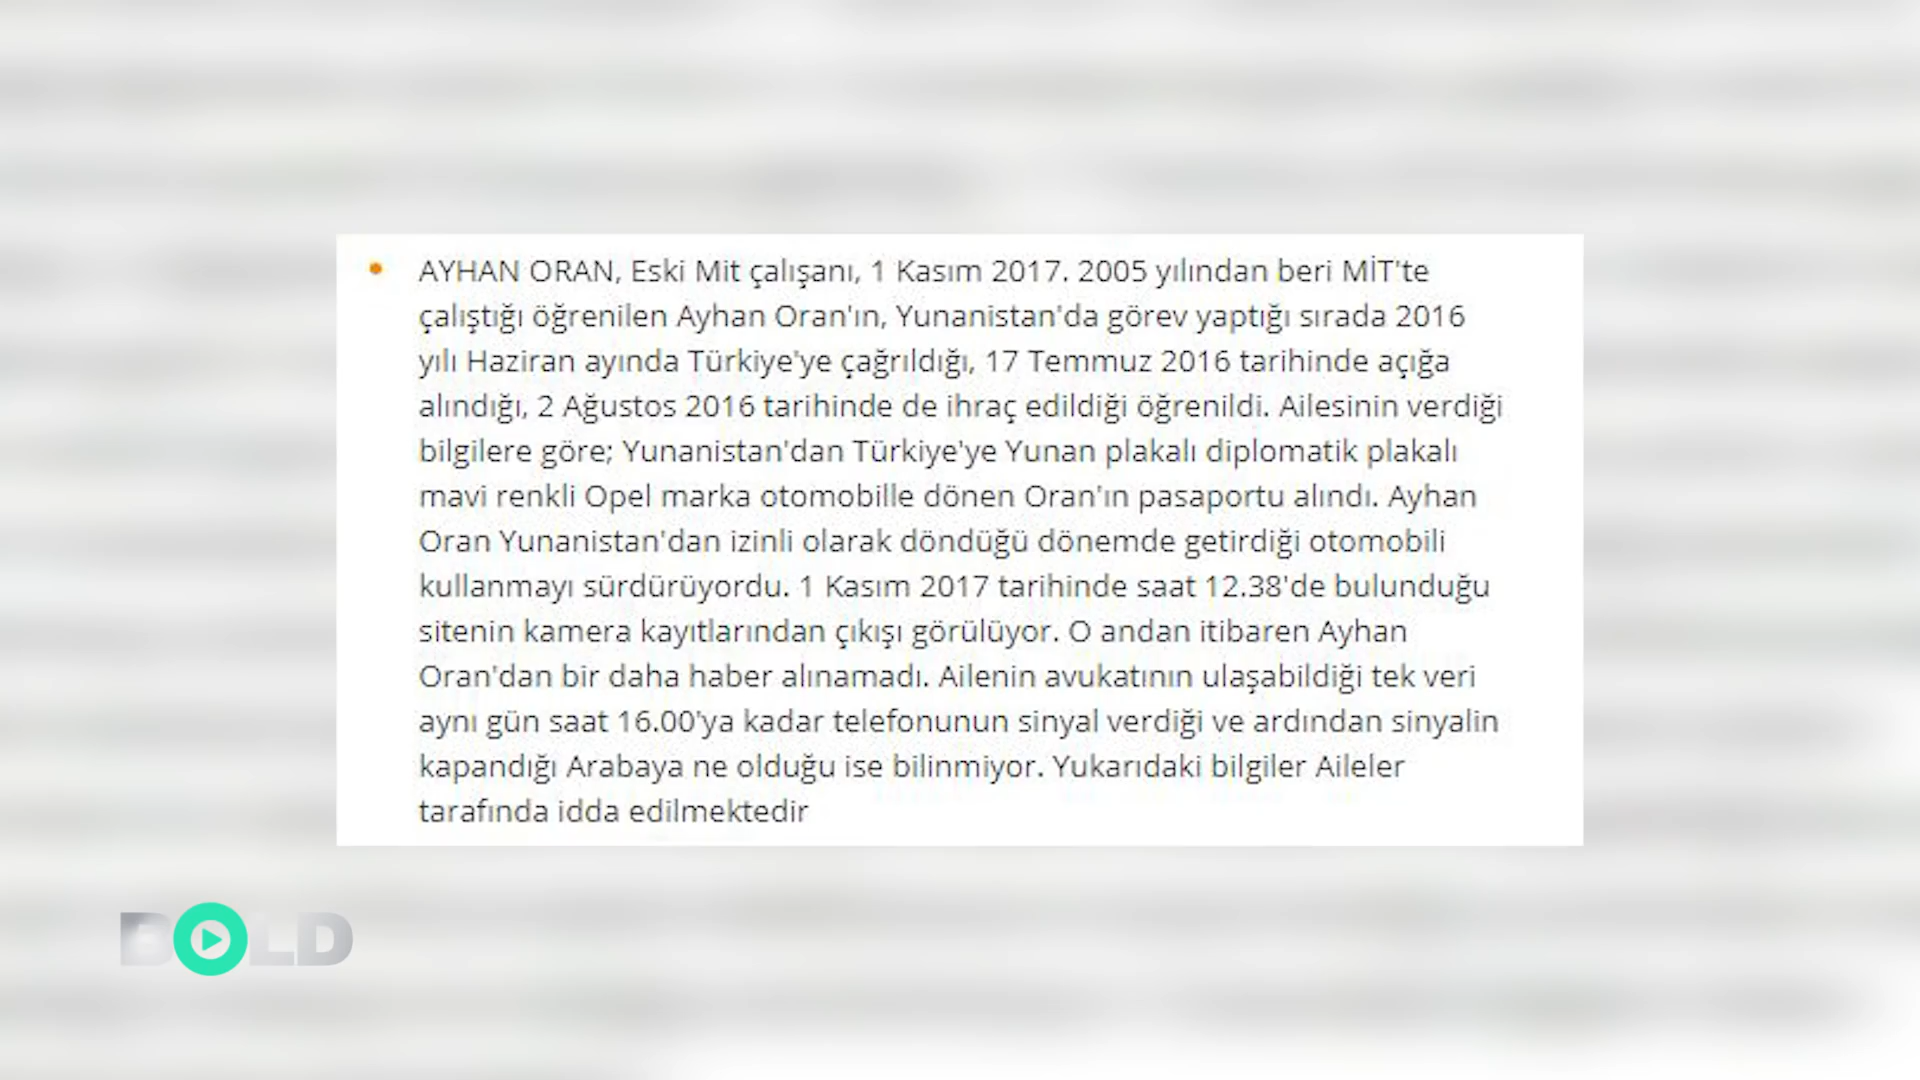 AYHAN ORAN, Eski Mit çalışanı, 1 Kasım 2017. 2005 yılından beri MİT'te
çalıştığı öğrenilen Ayhan Oran'ın, Yunanistan'da görev yaptığı sırada 2016
yılı Haziran ayında Türkiye'ye çağrıldığı, 17 Temmuz 2016 tarihinde açığa
alındığı, 2 Ağustos 2016 tarihinde de ihraç edildiği öğrenildi. Ailesinin verdiği
bilgilere göre; Yunanistan'dan Türkiye'ye Yunan plakalı diplomatik plakalı
mavi renkli Opel marka otomobille dönen Oran'ın pasaportu alındı. Ayhan
Oran Yunanistan'dan izinli olarak döndüğü dönemde getirdiği otomobili
kullanmayı sürdürüyordu. 1 Kasım 2017 tarihinde saat 12.38'de bulunduğu
sitenin kamera kayıtlarından çıkışı görülüyor. O andan itibaren Ayhan
Oran'dan bir daha haber alınamadı. Ailenin avukatının ulaşabildiği tek veri
aynı gün saat 16.00'ya kadar telefonunun sinyal verdiği ve ardından sinyalin
kapandığı Arabaya ne olduğu ise bilinmiyor. Yukarıdaki bilgiler Aileler
tarafında idda edilmektedir
BOLD